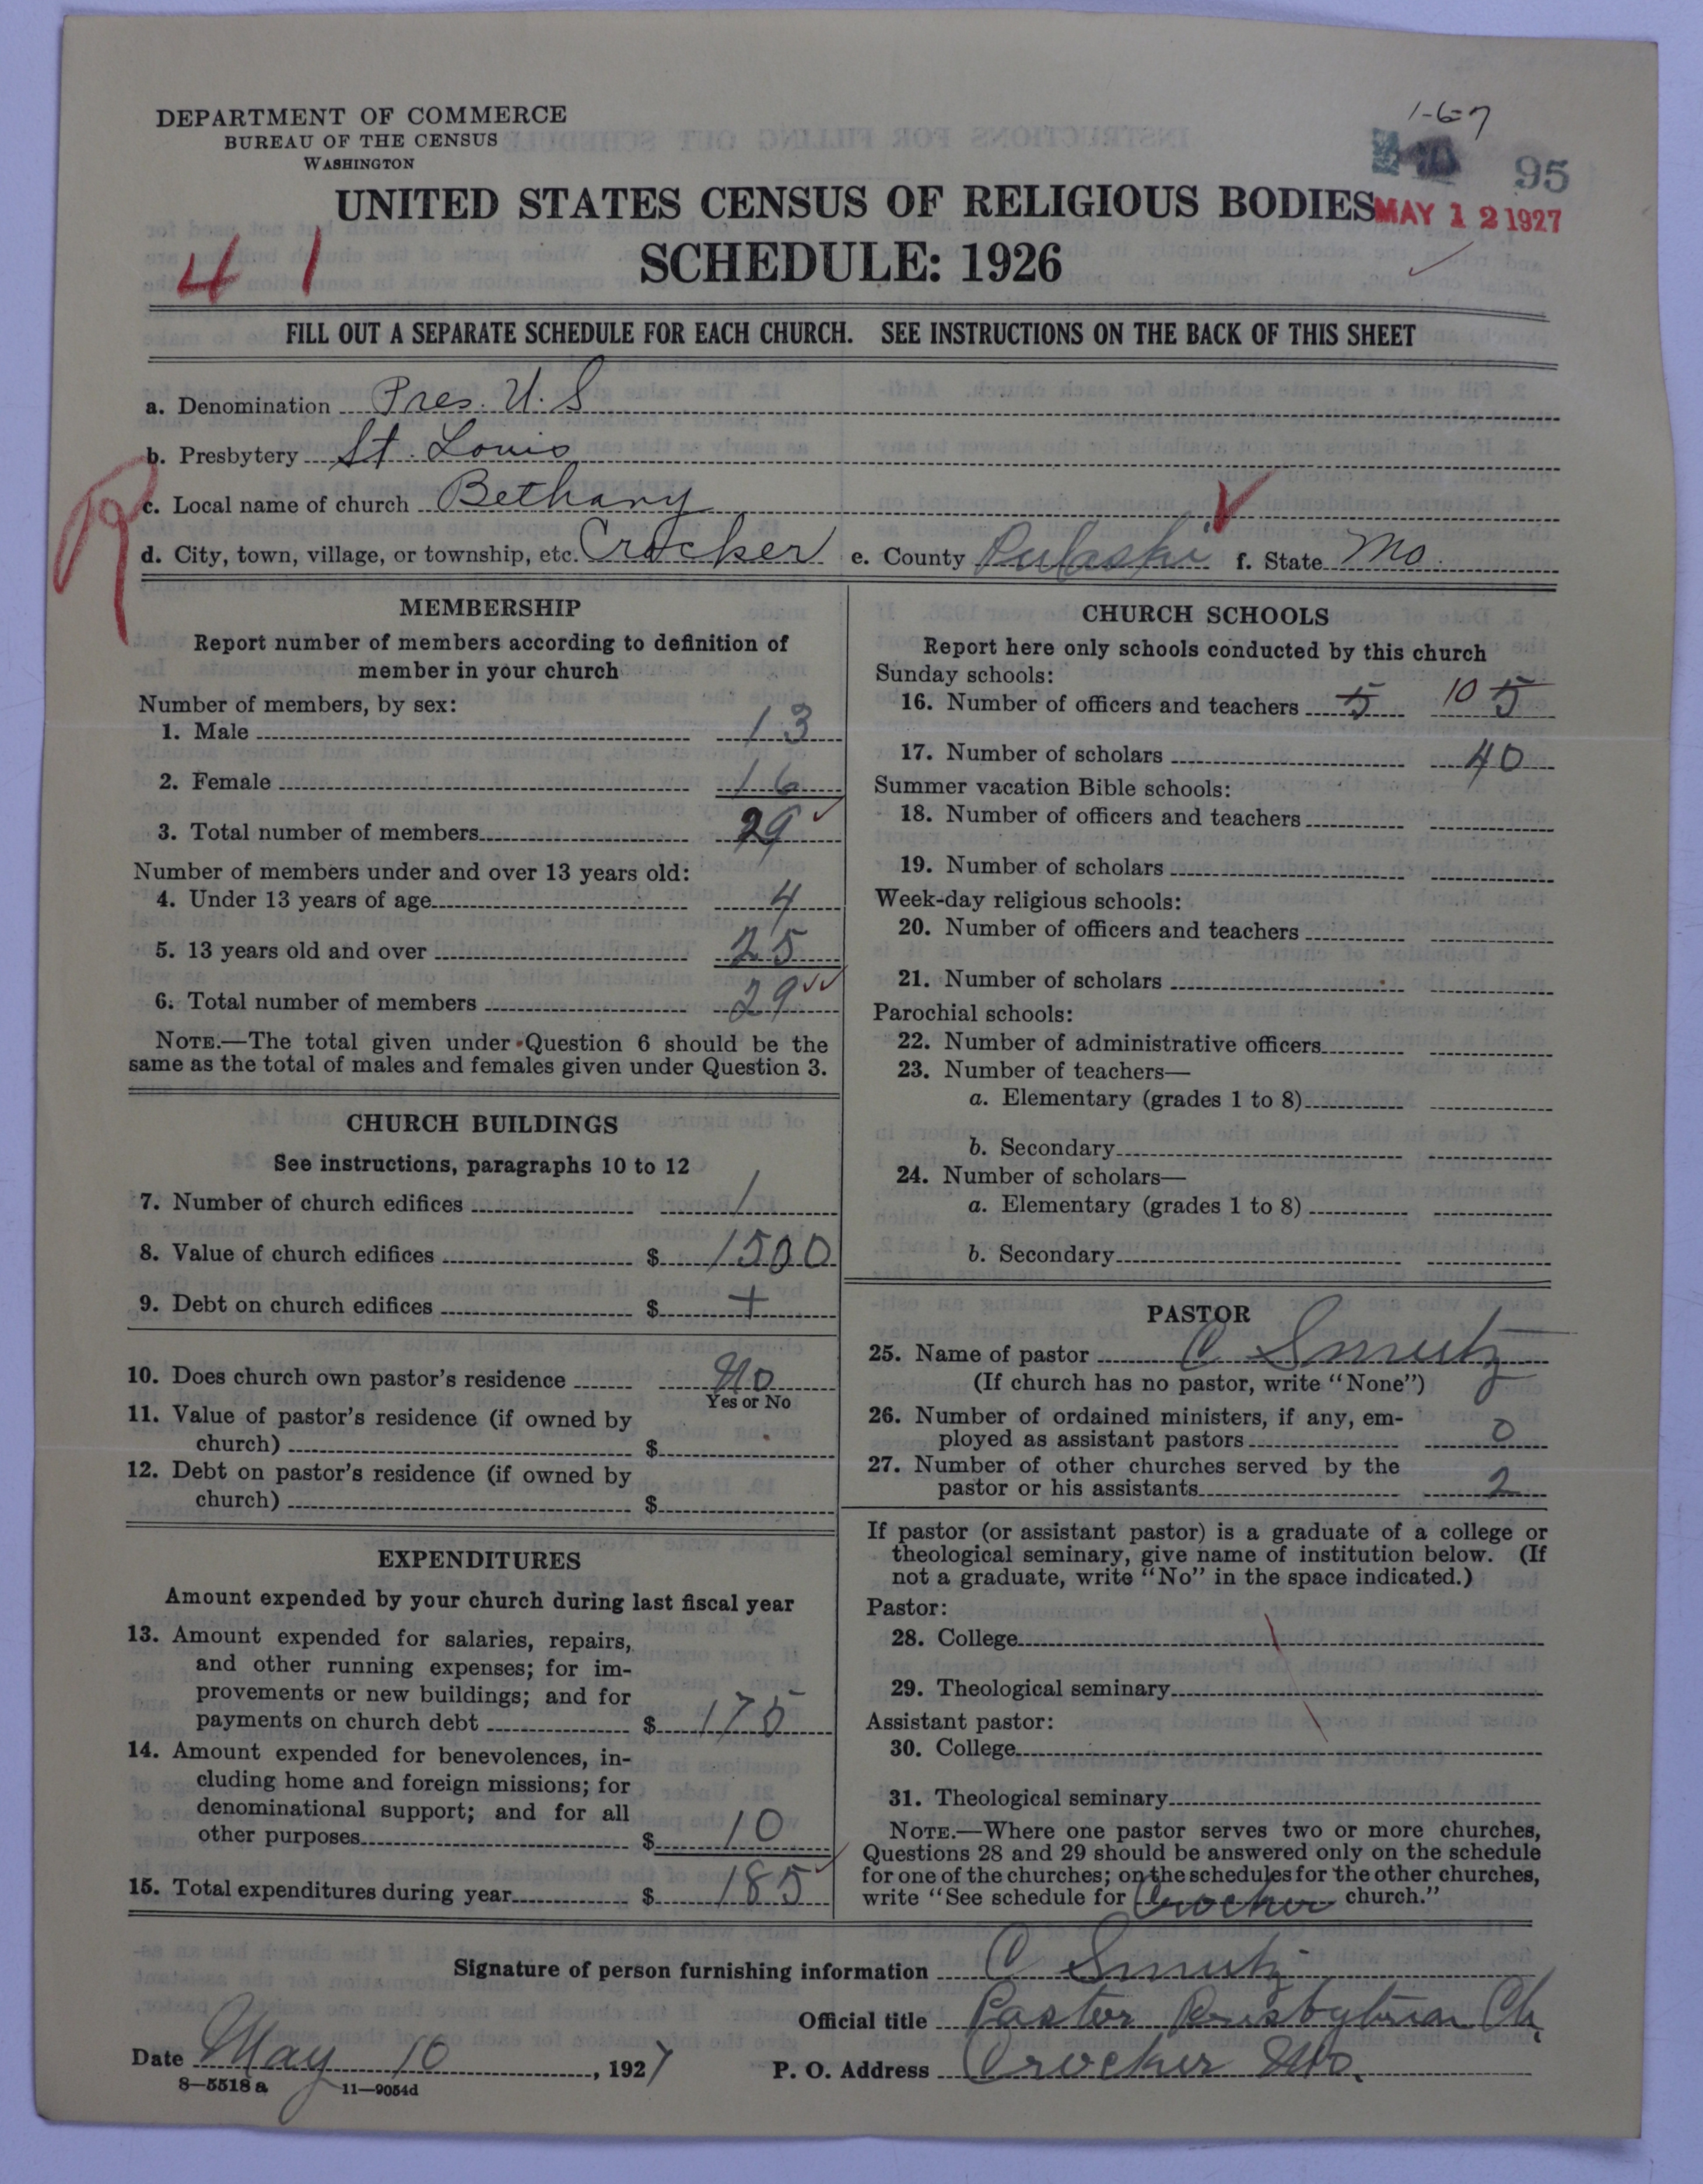 DEPARTMENT OF COMMERCE
BUREAU OF THE CENSUS
WASHINGTON
1-6-7
95
UNITED STATES CENSUS OF RELIGIOUS BODIES
MAY 12 1927
SCHEDULE: 1926
41
FILL OUT A SEPARATE SCHEDULE FOR EACH CHURCH. SEE INSTRUCTIONS ON THE BACK OF THIS SHEET
a. Denomination Pres. U. S
b. Presbytery St. Louis
R
c. Local name of church Bethany
d. City, town, village, or township, etc. Crocker e. County Pulaski f. State Mo.
MEMBERSHIP
Report number of members according to definition of
member in your church
Number of members, by sex:
1. Male 13
2. Female 16
3. Total number of members 29
Number of members under and over 13 years old:
4. Under 13 years of age 4
5. 13 years old and over 25
6. Total number of members 29
NOTE.—The total given under Question 6 should be the
same as the total of males and females given under Question 3.
CHURCH BUILDINGS
See instructions, paragraphs 10 to 12
7. Number of church edifices 1
8. Value of church edifices $ 1500
9. Debt on church edifices $ +
10. Does church own pastor's residence No
Yes or No
11. Value of pastor's residence (if owned by
church) $
12. Debt on pastor's residence (if owned by
church) $
EXPENDITURES
Amount expended by your church during last fiscal year
13. Amount expended for salaries, repairs,
and other running expenses; for im-
provements or new buildings; and for
payments on church debt $ 175
14. Amount expended for benevolences, in-
cluding home and foreign missions; for
denominational support; and for all
other purposes $ 10
15. Total expenditures during year $ 185
CHURCH SCHOOLS
Report here only schools conducted by this church
Sunday schools:
16. Number of officers and teachers 5 10 5
17. Number of scholars 40
Summer vacation Bible schools:
18. Number of officers and teachers
19. Number of scholars
Week-day religious schools:
20. Number of officers and teachers
21. Number of scholars
Parochial schools:
22. Number of administrative officers
23. Number of teachers—
a. Elementary (grades 1 to 8)
b. Secondary
24. Number of scholars—
a. Elementary (grades 1 to 8)
b. Secondary
PASTOR
25. Name of pastor C Smutz
(If church has no pastor, write "None")
26. Number of ordained ministers, if any, em-
ployed as assistant pastors 0
27. Number of other churches served by the
pastor or his assistants 2
If pastor (or assistant pastor) is a graduate of a college or
theological seminary, give name of institution below. (If
not a graduate, write "No" in the space indicated.)
Pastor:
28. College
29. Theological seminary
Assistant pastor:
30. College
31. Theological seminary
NOTE.—Where one pastor serves two or more churches,
Questions 28 and 29 should be answered only on the schedule
for one of the churches; on the schedules for the other churches,
write "See schedule for Crocker church."
Signature of person furnishing information C Smutz
Official title Pastor Presbyterian Ch,
Date May 10, 1927 P. O. Address Crocker Mo.
8—5518 a 11—9054d